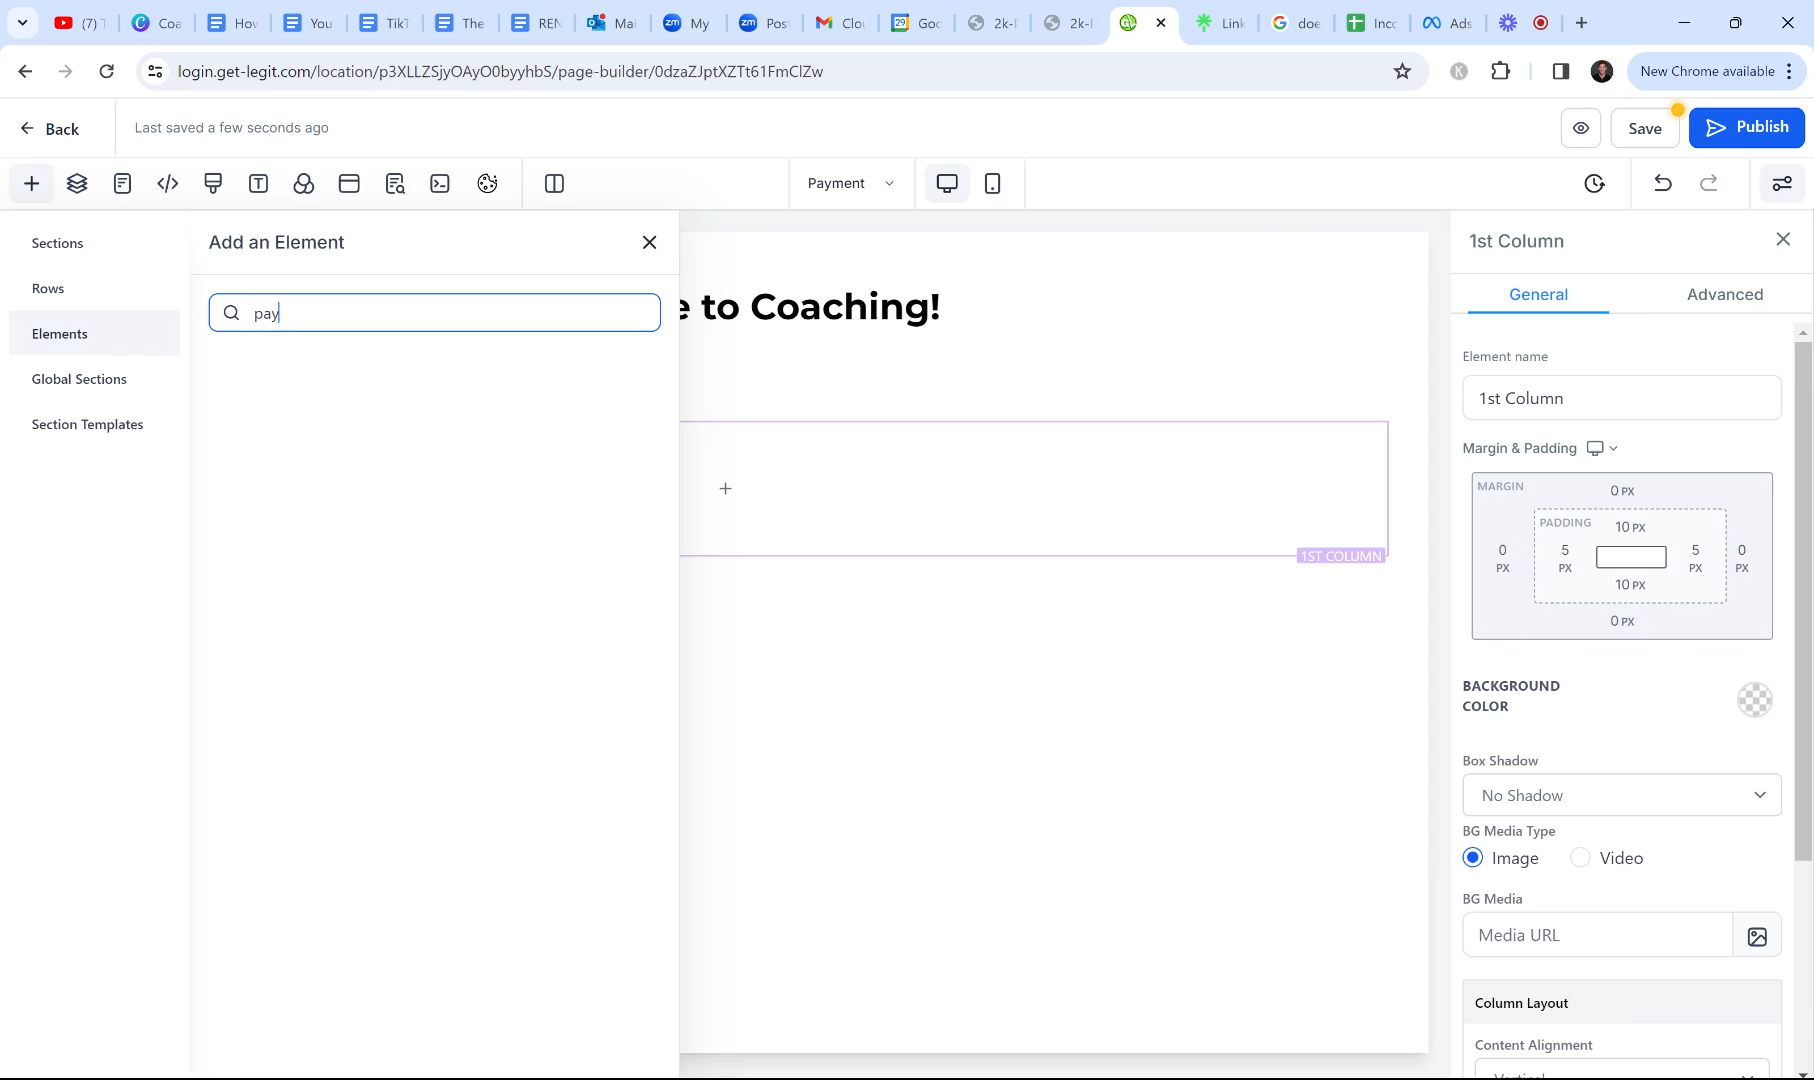 (7) T
Coa
How
You
TikT
The
REN
Mai
My
Pos
Clou
Goo
2k-F
2k-F
Link
doe
Inco
Ads
login.get-legit.com/location/p3XLLZSjyOAyO0byyhbS/page-builder/0dzaZJptXZTt61FmClZw
New Chrome available
Back
Last saved a few seconds ago
Save
Publish
Payment
Sections
Rows
Elements
Global Sections
Section Templates
Add an Element
pay
e to Coaching!
1ST COLUMN
1st Column
General
Advanced
Element name
1st Column
Margin & Padding
MARGIN
0 PX
PADDING
10 PX
0 PX
5 PX
5 PX
0 PX
10 PX
0 PX
BACKGROUND
COLOR
Box Shadow
No Shadow
BG Media Type
Image
Video
BG Media
Media URL
Column Layout
Content Alignment
Vertical